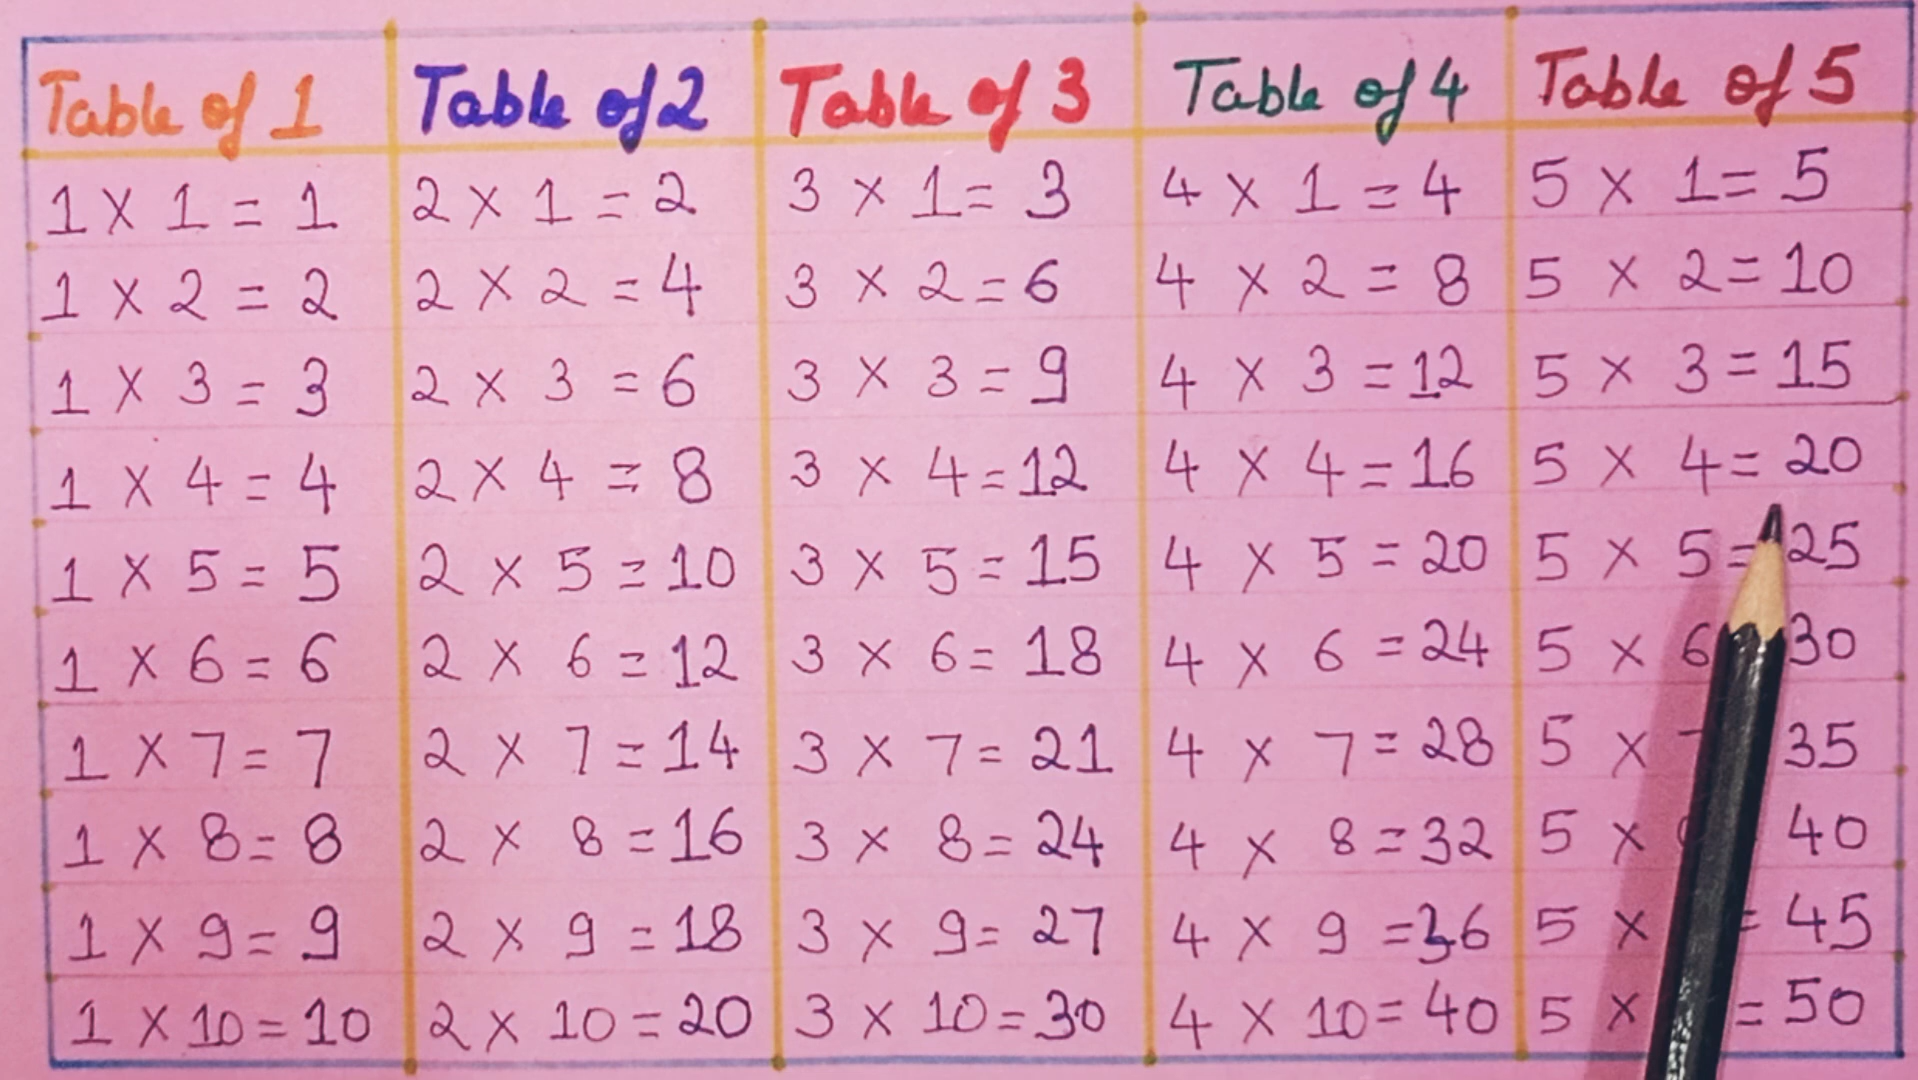 Table of 1 Table of 2 Table of 3 Table of 4 Table of 5
1 X 1 = 1 2 X 1 = 2 3 X 1 = 3 4 X 1 = 4 5 X 1 = 5
1 X 2 = 2 2 X 2 = 4 3 X 2 = 6 4 X 2 = 8 5 X 2 = 10
1 X 3 = 3 2 X 3 = 6 3 X 3 = 9 4 X 3 = 12 5 X 3 = 15
1 X 4 = 4 2 X 4 = 8 3 X 4 = 12 4 X 4 = 16 5 X 4 = 20
1 X 5 = 5 2 X 5 = 10 3 X 5 = 15 4 X 5 = 20 5 X 5 = 25
1 X 6 = 6 2 X 6 = 12 3 X 6 = 18 4 X 6 = 24 5 X 6 30
1 X 7 = 7 2 X 7 = 14 3 X 7 = 21 4 X 7 = 28 5 X 35
1 X 8 = 8 2 X 8 = 16 3 X 8 = 24 4 X 8 = 32 5 X 40
1 X 9 = 9 2 X 9 = 18 3 X 9 = 27 4 X 9 = 36 5 X = 45
1 X 10 = 10 2 X 10 = 20 3 X 10 = 30 4 X 10 = 40 5 X = 50